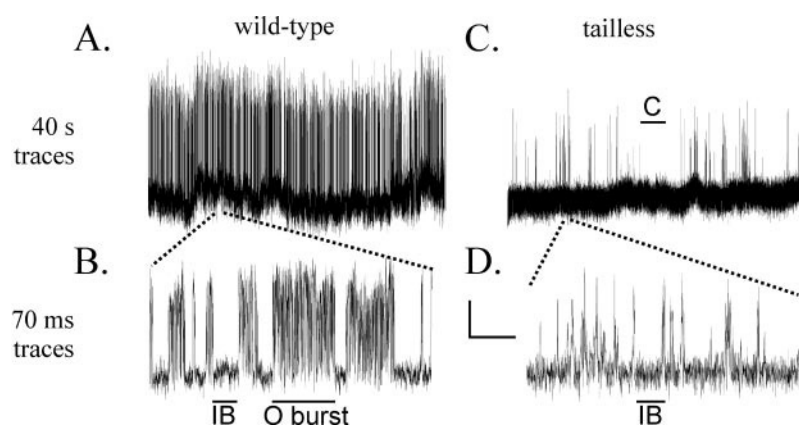 A.
wild-type
C.
tailless
40 s
traces
C
B.
D.
70 ms
traces
IB
O burst
IB